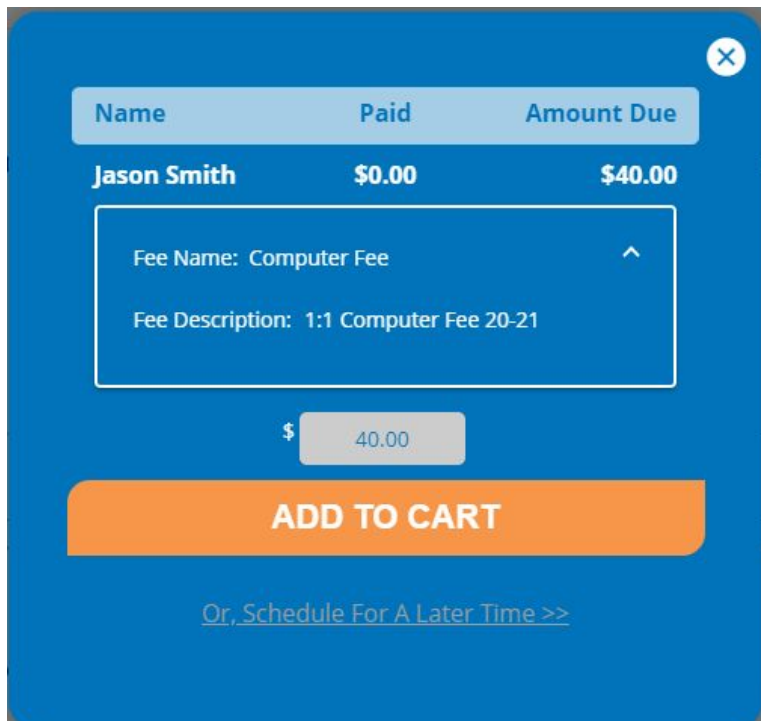 Name Paid Amount Due
Jason Smith $0.00 $40.00
Fee Name: Computer Fee
Fee Description: 1:1 Computer Fee 20-21
$ 40.00
ADD TO CART
Or, Schedule For A Later Time >>